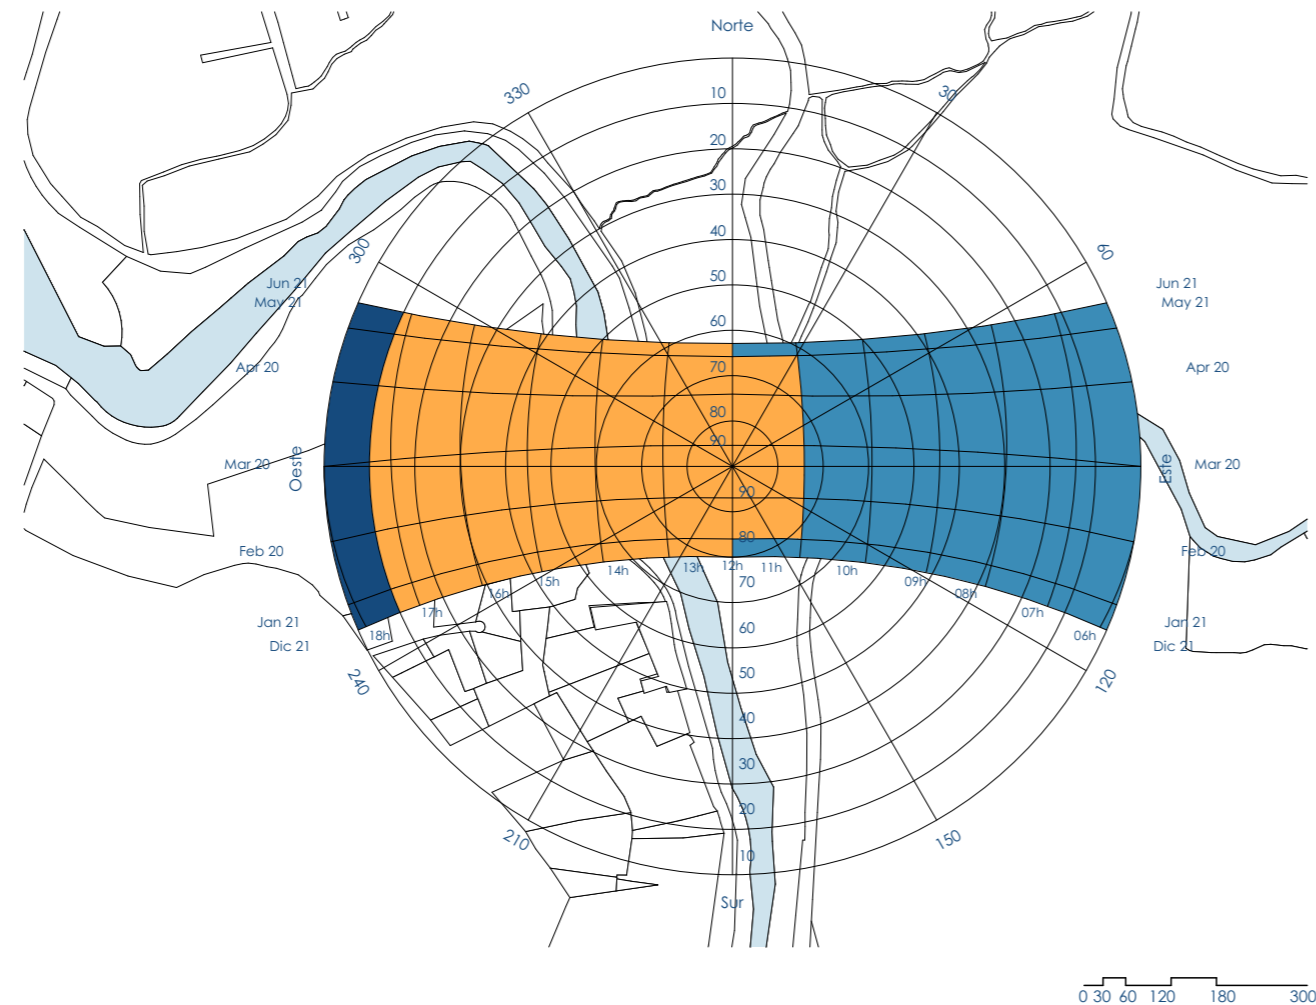 Norte
330
30
10
20
30
40
50
60
70
80
90
300
60
Jun 21
May 21
Apr 20
Mar 20
Feb 20
Jan 21
Dic 21
Oeste
Jun 21
May 21
Apr 20
Mar 20
Feb 20
Jan 21
Dic 21
Este
90
80
70
60
50
40
30
20
10
18h
17h
16h
15h
14h
13h
12h
11h
10h
09h
08h
07h
06h
240
120
210
150
Sur
0 30 60 120 180 300